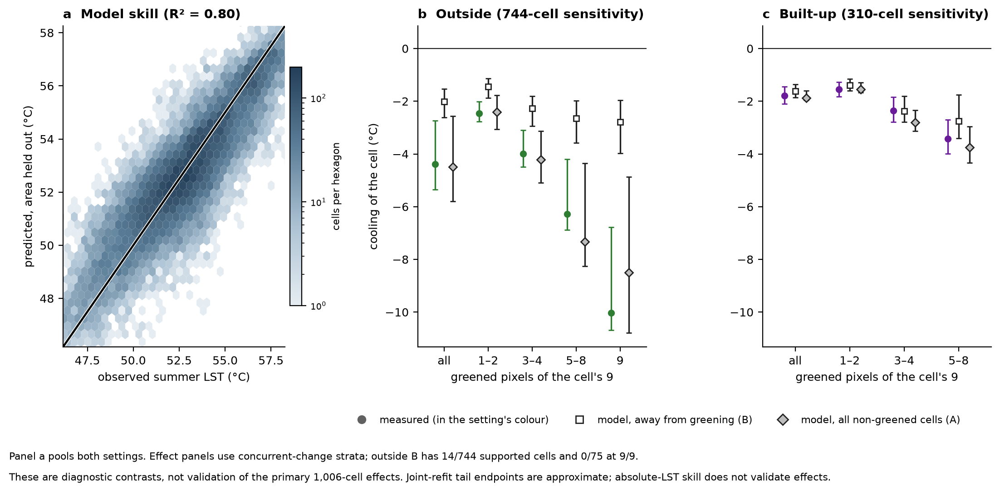 a Model skill (R² = 0.80)
58
56
54
52
50
48
predicted, area held out (°C)
47.5 50.0 52.5 55.0 57.5
observed summer LST (°C)
10²
10¹
10⁰
cells per hexagon
b Outside (744-cell sensitivity)
0
−2
−4
−6
−8
−10
cooling of the cell (°C)
all 1–2 3–4 5–8 9
greened pixels of the cell's 9
c Built-up (310-cell sensitivity)
0
−2
−4
−6
−8
−10
all 1–2 3–4 5–8
greened pixels of the cell's 9
measured (in the setting's colour) model, away from greening (B) model, all non-greened cells (A)
Panel a pools both settings. Effect panels use concurrent-change strata; outside B has 14/744 supported cells and 0/75 at 9/9.
These are diagnostic contrasts, not validation of the primary 1,006-cell effects. Joint-refit tail endpoints are approximate; absolute-LST skill does not validate effects.